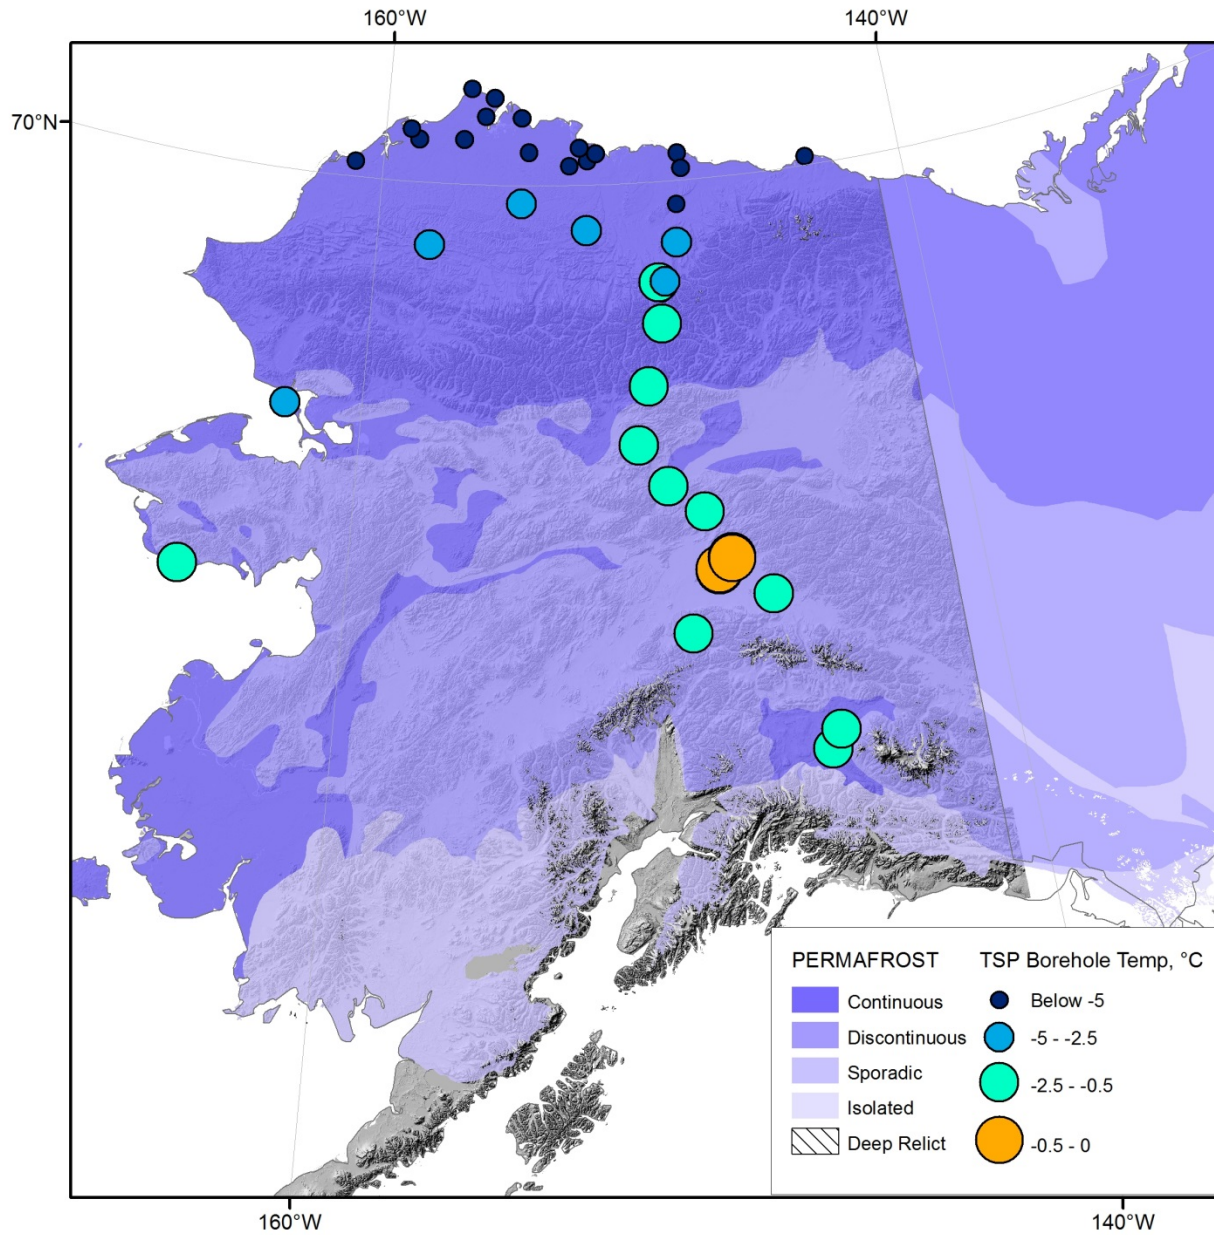 160°W
140°W
70°N
PERMAFROST
Continuous
Discontinuous
Sporadic
Isolated
Deep Relict
TSP Borehole Temp, °C
Below -5
-5 - -2.5
-2.5 - -0.5
-0.5 - 0
160°W
140°W